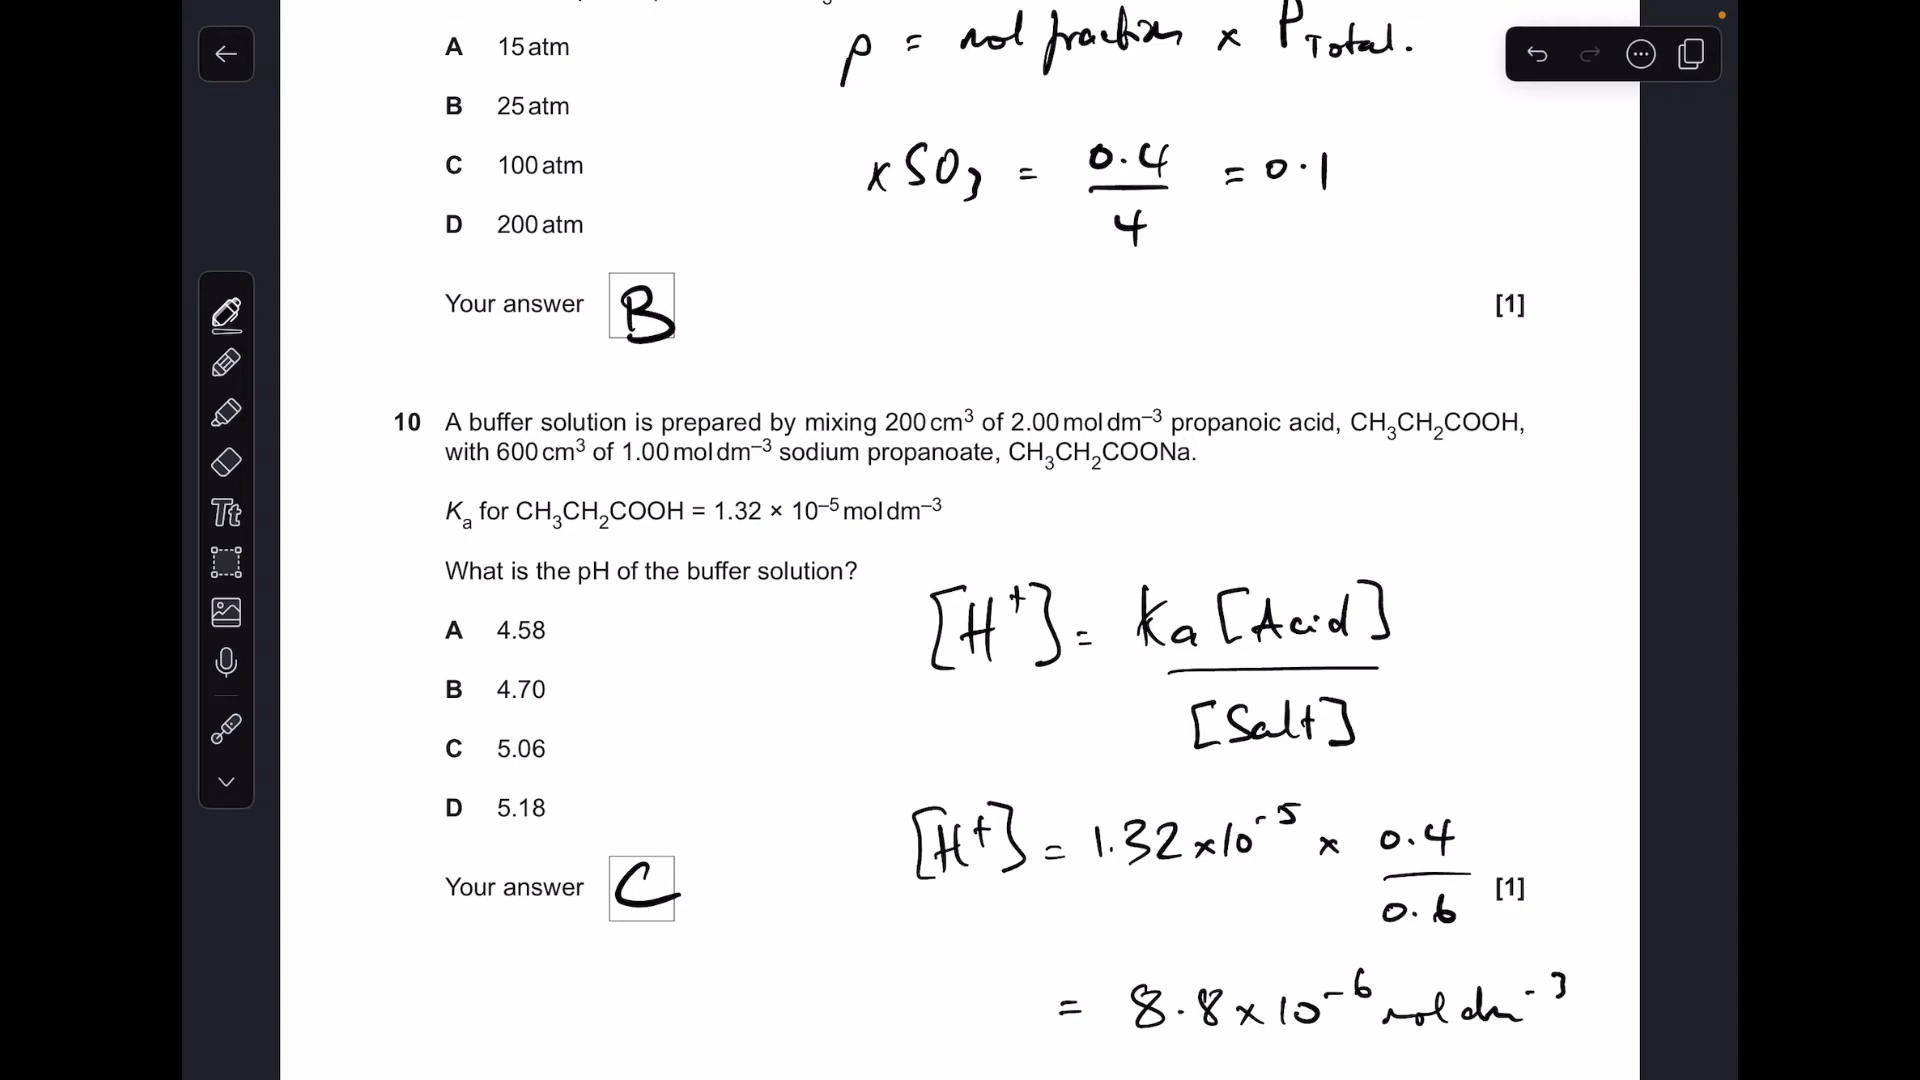 p = mol fraction × P Total.
A 15 atm
B 25 atm
x SO3 = 0.4 / 4 = 0.1
C 100 atm
D 200 atm
Your answer B [1]
10 A buffer solution is prepared by mixing 200 cm³ of 2.00 mol dm⁻³ propanoic acid, CH₃CH₂COOH,
with 600 cm³ of 1.00 mol dm⁻³ sodium propanoate, CH₃CH₂COONa.
Kₐ for CH₃CH₂COOH = 1.32 × 10⁻⁵ mol dm⁻³
What is the pH of the buffer solution?
[H⁺] = Ka [Acid] / [Salt]
A 4.58
B 4.70
C 5.06
D 5.18
[H⁺] = 1.32 × 10⁻⁵ × 0.4 / 0.6
Your answer C [1]
= 8.8 × 10⁻⁶ mol dm⁻³
Tt